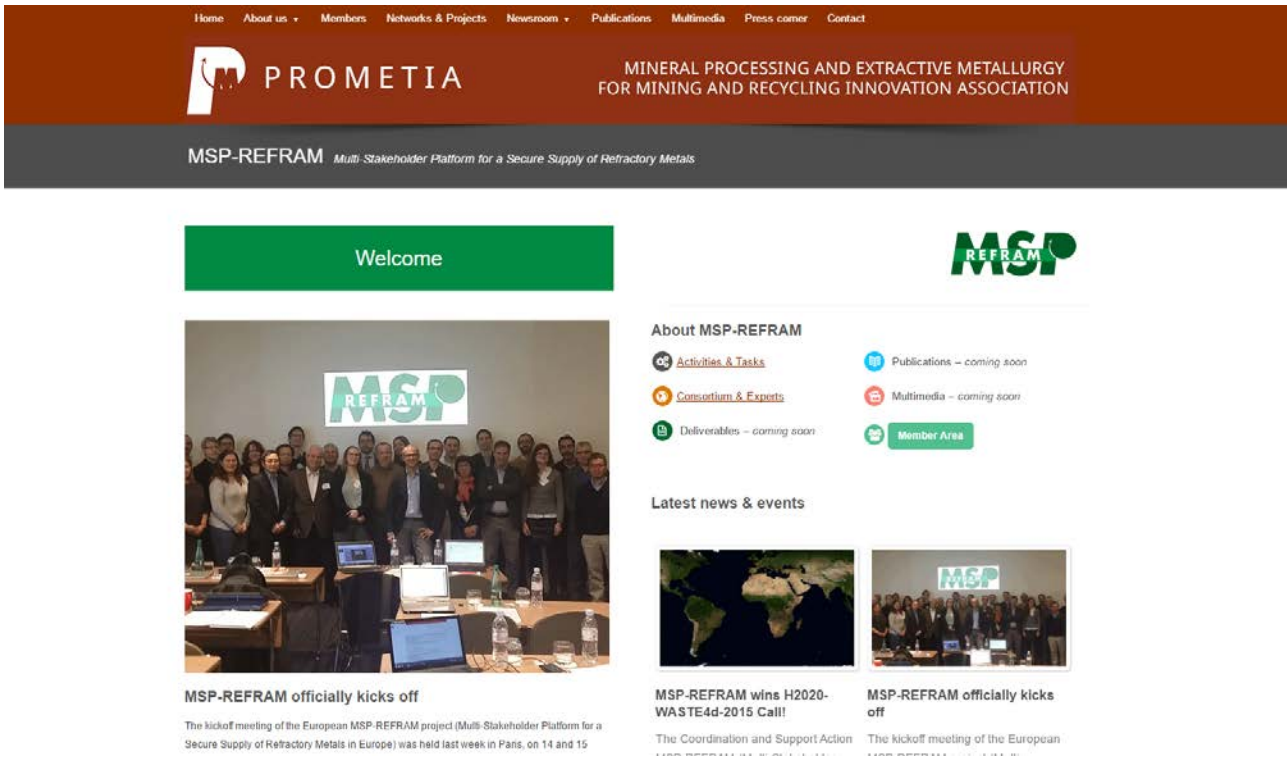 Home About us Members Networks & Projects Newsroom Publications Multimedia Press corner Contact
PROMETIA
MINERAL PROCESSING AND EXTRACTIVE METALLURGY
FOR MINING AND RECYCLING INNOVATION ASSOCIATION
MSP-REFRAM Multi-Stakeholder Platform for a Secure Supply of Refractory Metals
Welcome
MSP
REFRAM
MSP
REFRAM
MSP-REFRAM officially kicks off
The kickoff meeting of the European MSP-REFRAM project (Multi-Stakeholder Platform for a
Secure Supply of Refractory Metals in Europe) was held last week in Paris, on 14 and 15
About MSP-REFRAM
Activities & Tasks
Publications – coming soon
Consortium & Experts
Multimedia – coming soon
Deliverables – coming soon
Member Area
Latest news & events
MSP
REFRAM
MSP-REFRAM wins H2020-
WASTE4d-2015 Call!
The Coordination and Support Action
MSP-REFRAM officially kicks
off
The kickoff meeting of the European